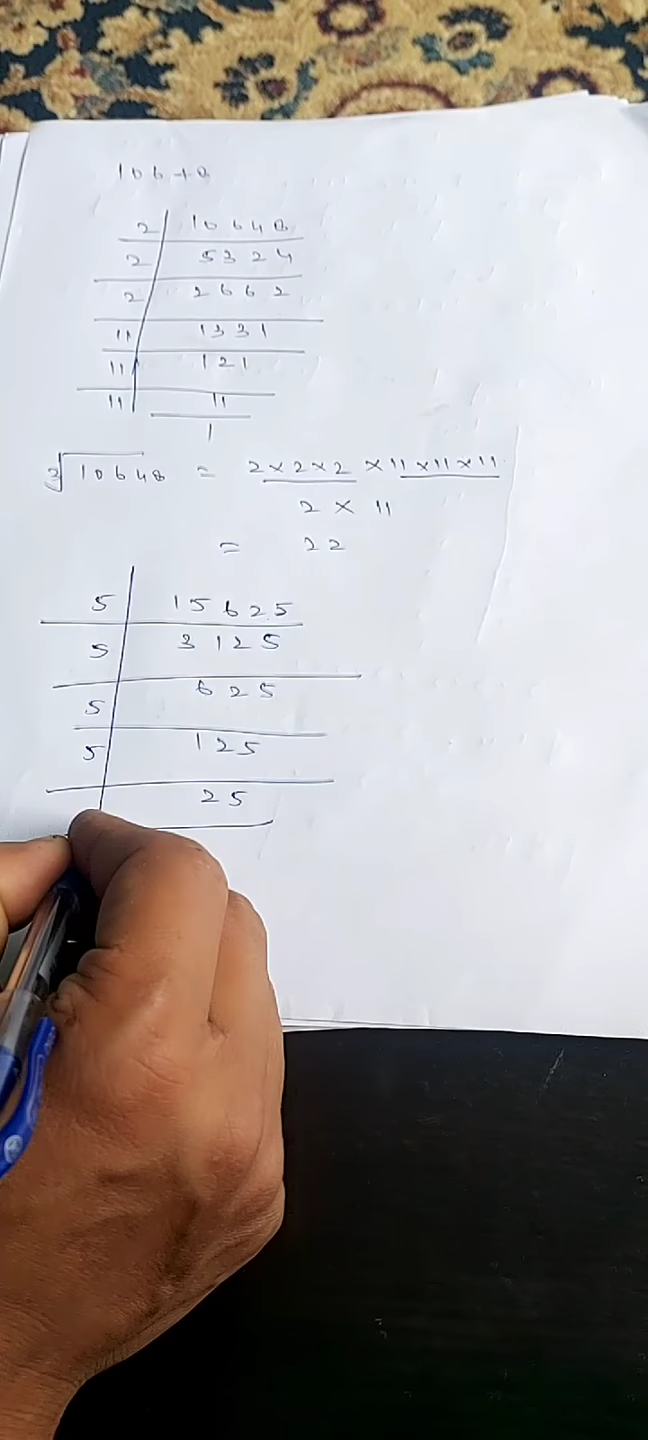 10648
2 | 10648
2 | 5324
2 | 2662
11 | 1331
11 | 121
11 | 11
1
∛10648 = 2×2×2 × 11 × 11 × 11
2 × 11
= 22
5 | 15625
5 | 3125
5 | 625
5 | 125
25